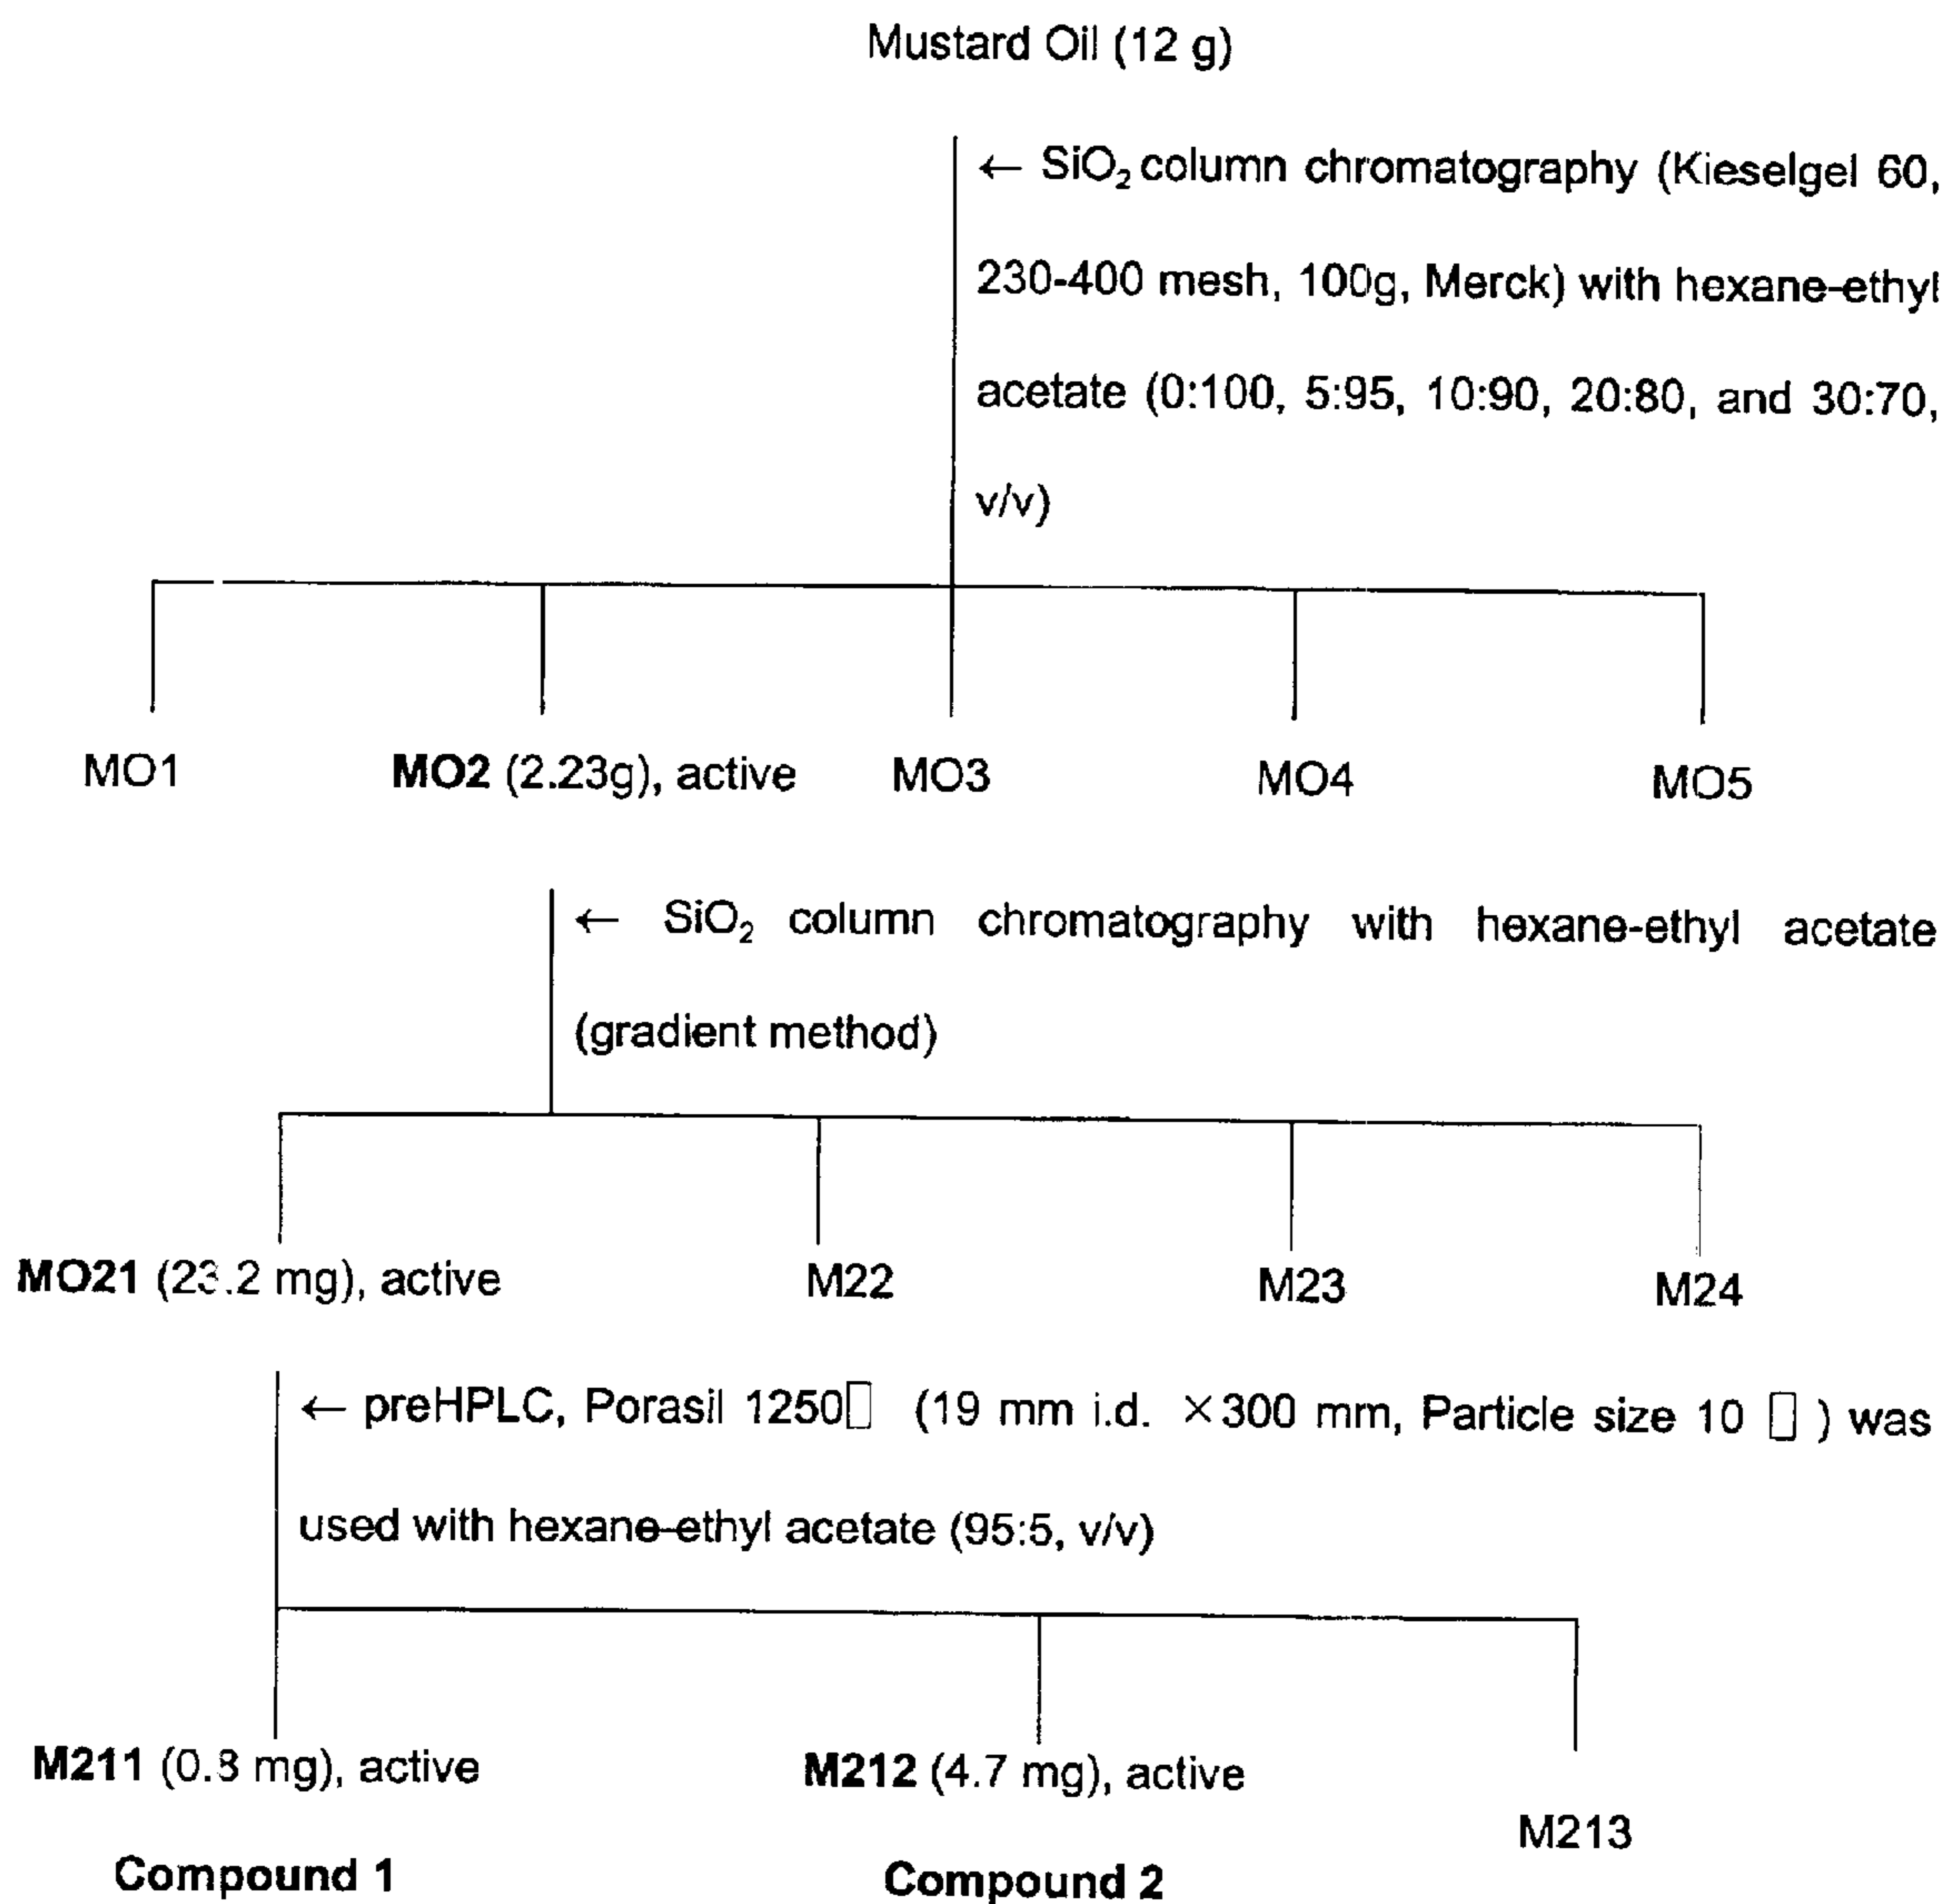 Mustard Oil (12 g)
← SiO₂ column chromatography (Kieselgel 60,
230-400 mesh, 100g, Merck) with hexane-ethyl
acetate (0:100, 5:95, 10:90, 20:80, and 30:70,
v/v)
MO1 MO2 (2.23g), active MO3 MO4 MO5
← SiO₂ column chromatography with hexane-ethyl acetate
(gradient method)
MO21 (23.2 mg), active M22 M23 M24
← preHPLC, Porasil 1250□ (19 mm i.d. ×300 mm, Particle size 10 □ ) was
used with hexane-ethyl acetate (95:5, v/v)
M211 (0.8 mg), active M212 (4.7 mg), active
M213
Compound 1 Compound 2